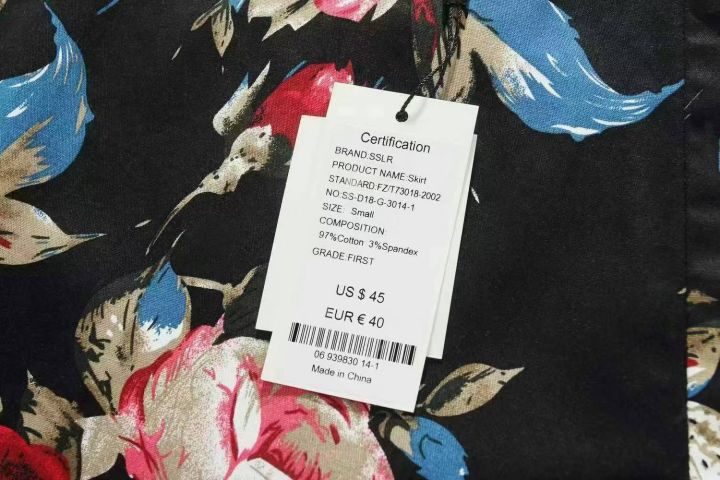 Certification
BRAND:SSLR
PRODUCT NAME:Skirt
STANDARD:FZ/T73018-2002
NO:SS-D18-G-3014-1
SIZE: Small
COMPOSITION:
97%Cotton 3%Spandex
GRADE:FIRST
US $ 45
EUR € 40
06 939830 14-1
Made in China